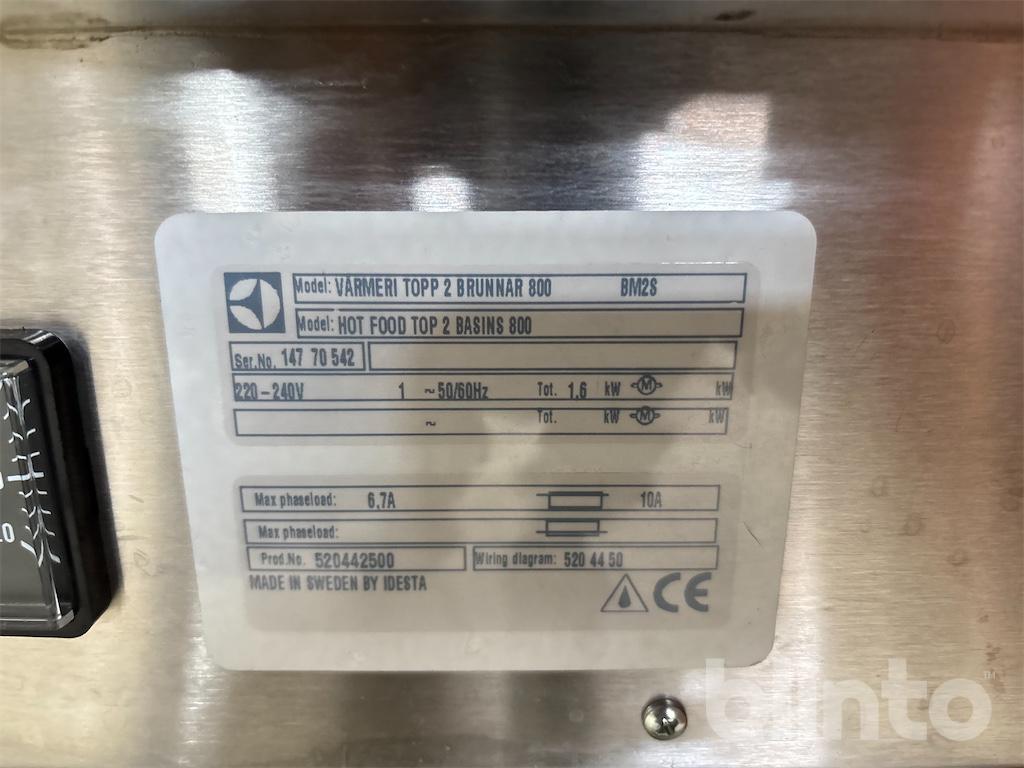 Model: VÄRMERI TOPP 2 BRUNNAR 800 BM2S
Model: HOT FOOD TOP 2 BASINS 800
Ser.No. 147 70 542
220-240V 1 ~50/60Hz Tot. 1.6 kW M kW
~ Tot. kW M kW
Max phaseload: 6,7A 10A
Max phaseload:
Prod.No. 520442500 Wiring diagram: 520 44 50
MADE IN SWEDEN BY IDESTA
CE
blinto™